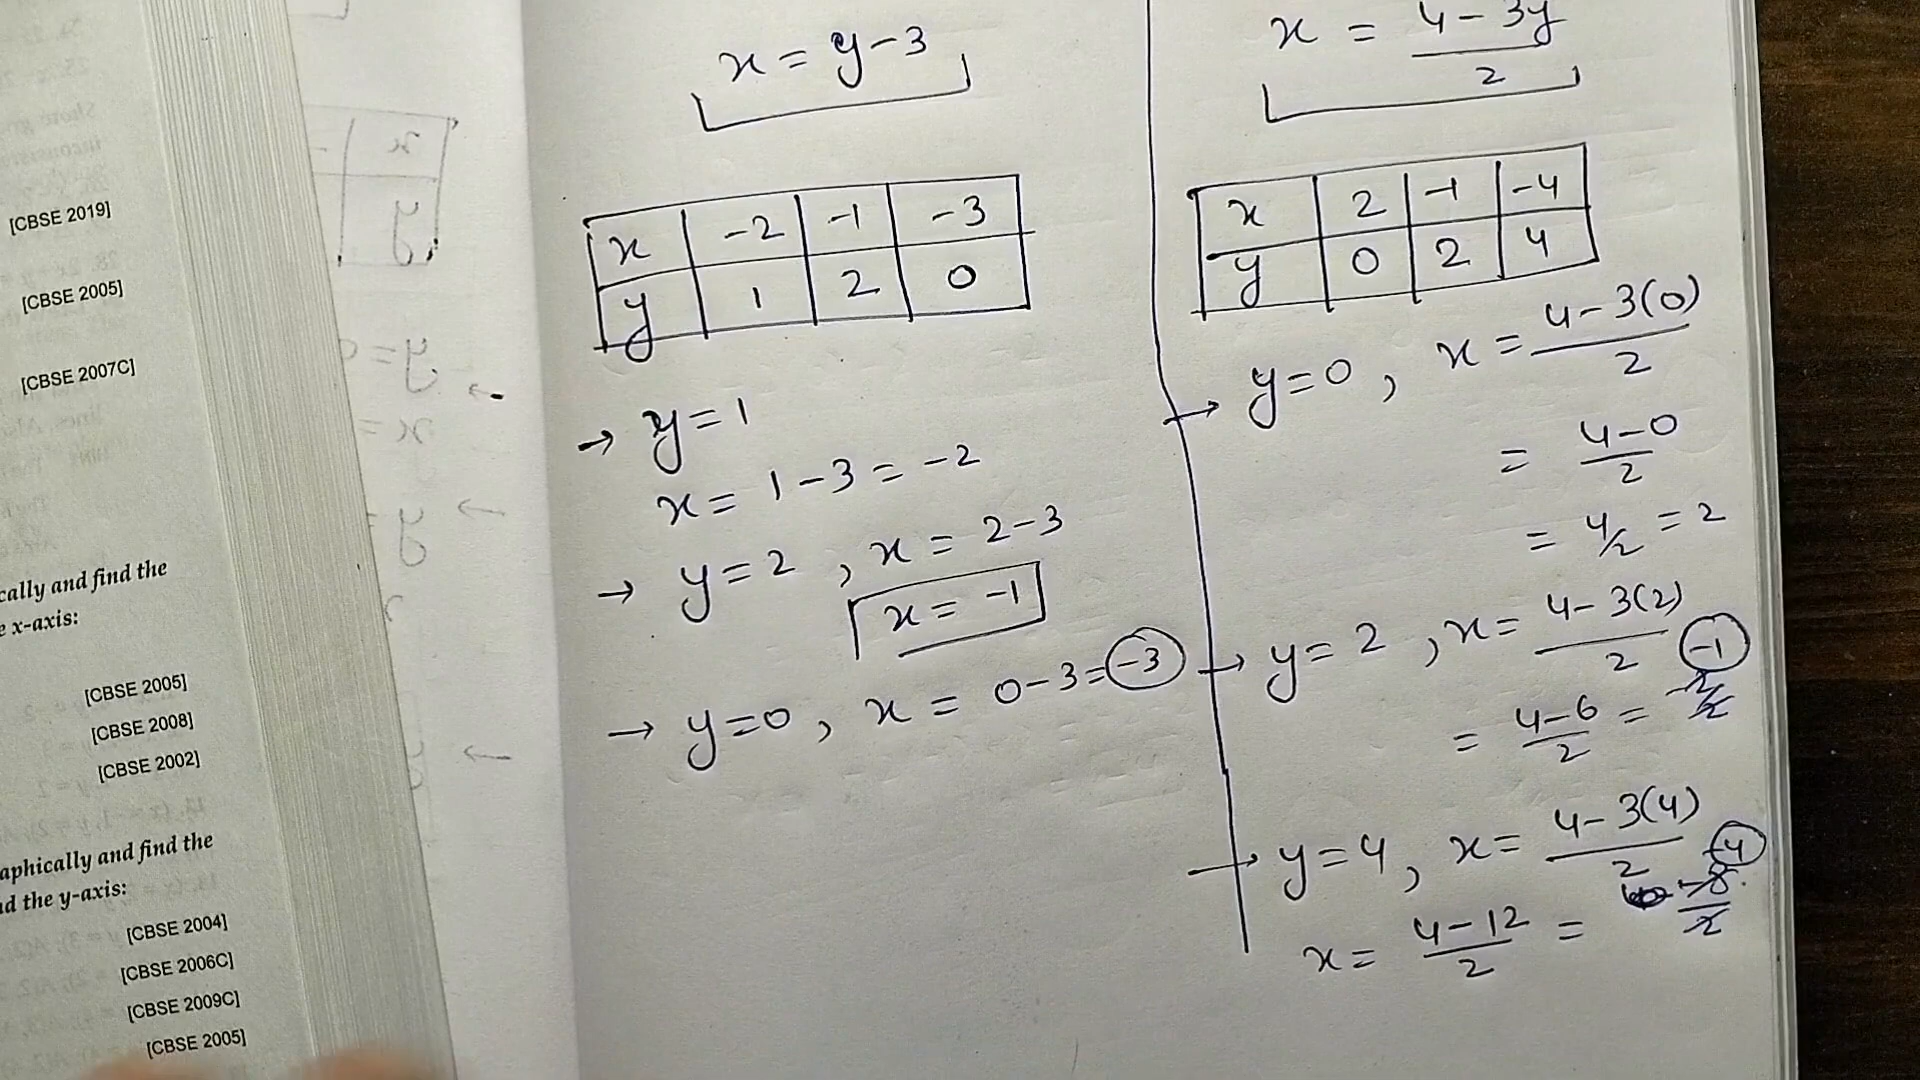 [CBSE 2019]
[CBSE 2005]
[CBSE 2007C]
cally and find the
e x-axis:
[CBSE 2005]
[CBSE 2008]
[CBSE 2002]
aphically and find the
d the y-axis:
[CBSE 2004]
[CBSE 2006C]
[CBSE 2009C]
[CBSE 2005]
x = y - 3
x -2 -1 -3
y 1 2 0
→ y = 1
x = 1 - 3 = -2
→ y = 2 , x = 2 - 3
x = -1
→ y = 0 , x = 0 - 3 = -3
x = 4 - 3y / 2
x 2 -1 -4
y 0 2 4
→ y = 0 , x = 4 - 3(0) / 2
= 4 - 0 / 2
= 4/2 = 2
→ y = 2 , x = 4 - 3(2) / 2
= 4 - 6 / 2 = -2/2 -1
→ y = 4 , x = 4 - 3(4) / 2
x = 4 - 12 / 2 = -8/2 -4